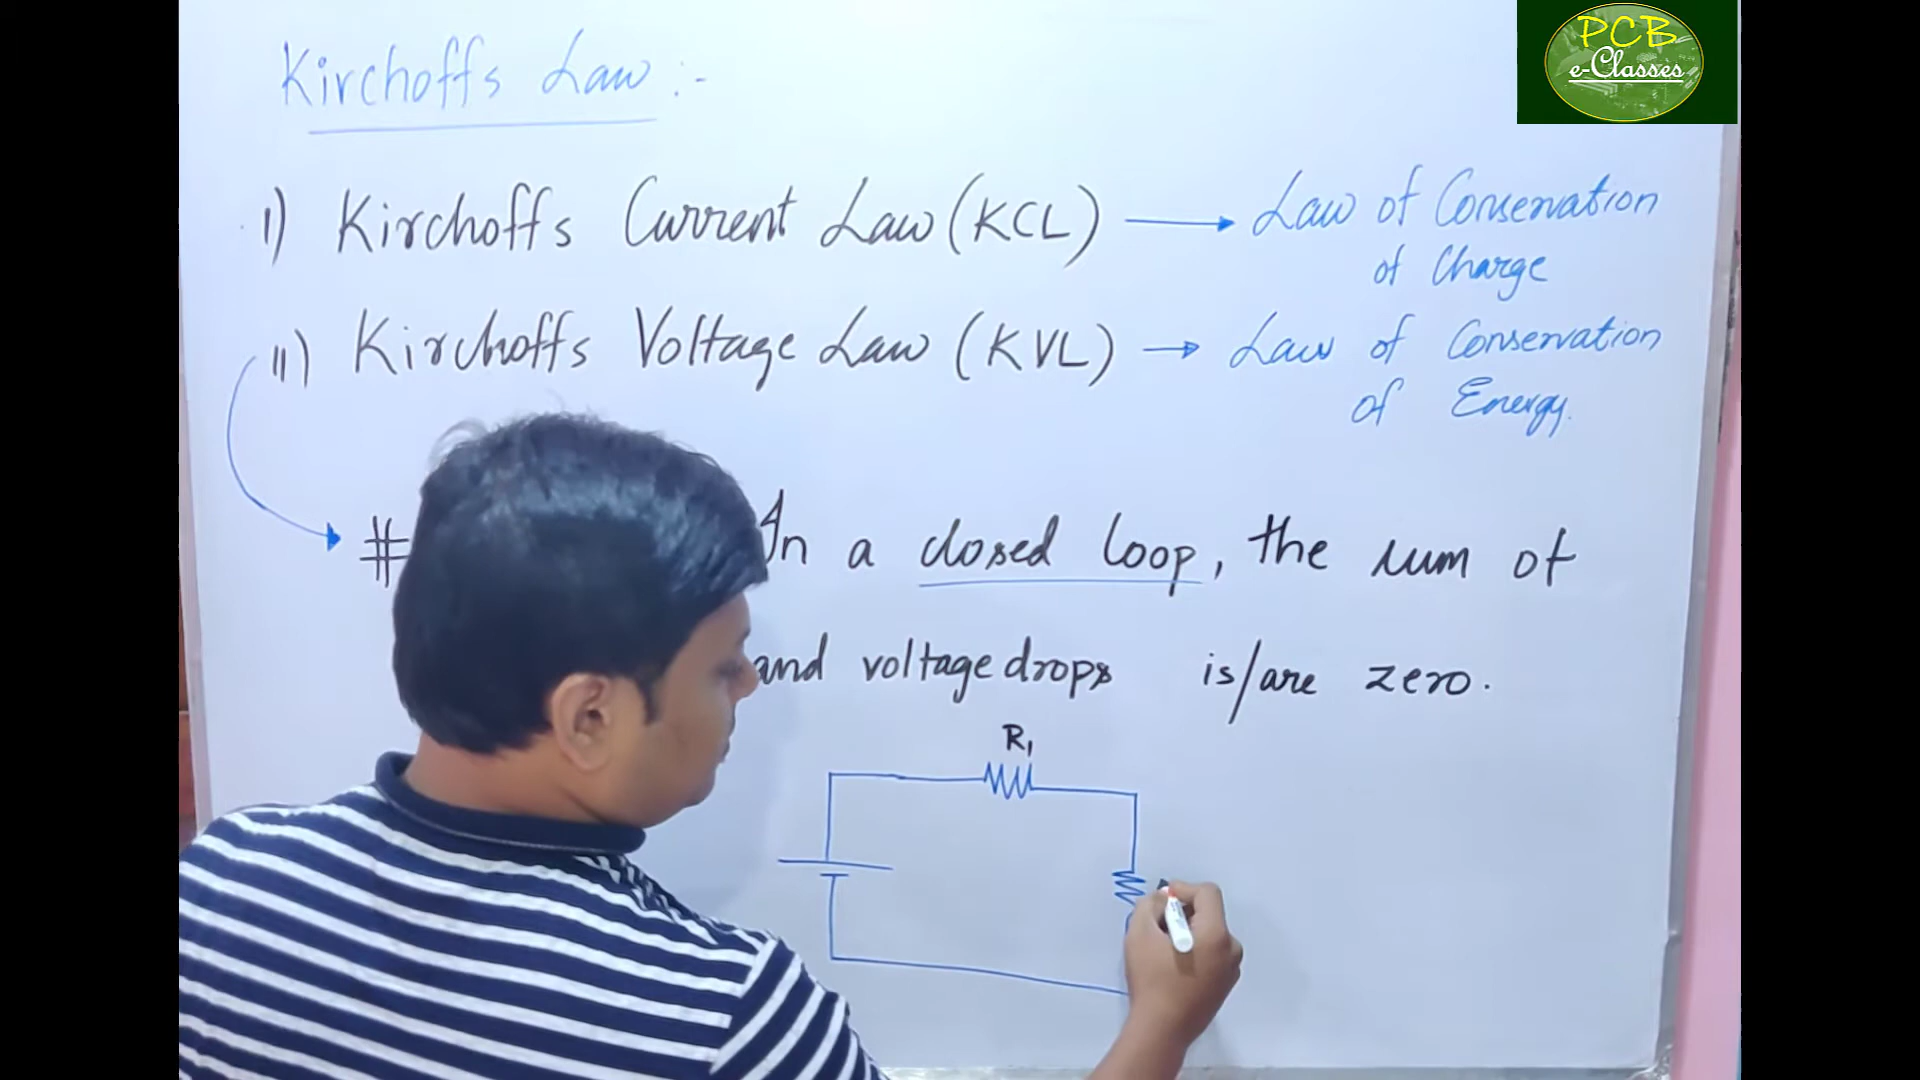 PCB
e-Classes
Kirchoffs Law :-
I) Kirchoffs Current Law (KCL) → Law of Conservation
of Charge
II) Kirchoffs Voltage Law (KVL) → Law of Conservation
of Energy.
# In a closed loop, the sum of
and voltage drops is/are zero.
R1